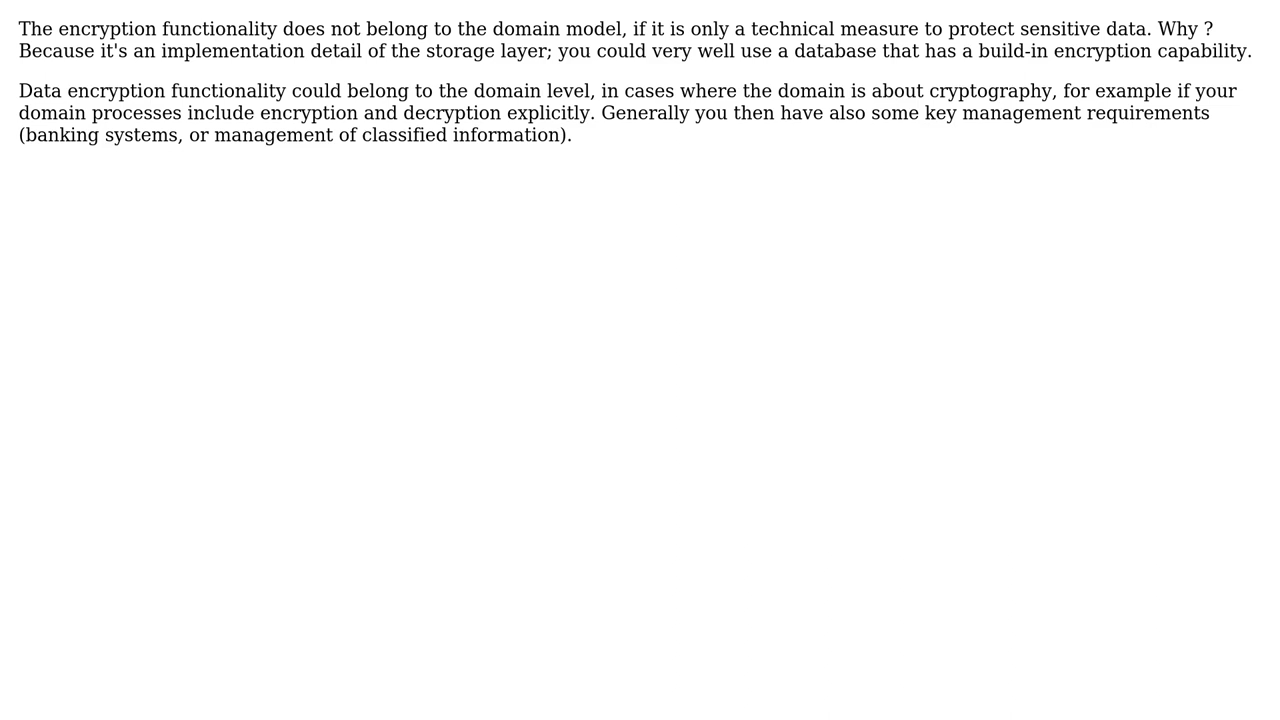 The encryption functionality does not belong to the domain model, if it is only a technical measure to protect sensitive data. Why ?
Because it's an implementation detail of the storage layer; you could very well use a database that has a build-in encryption capability.
Data encryption functionality could belong to the domain level, in cases where the domain is about cryptography, for example if your
domain processes include encryption and decryption explicitly. Generally you then have also some key management requirements
(banking systems, or management of classified information).